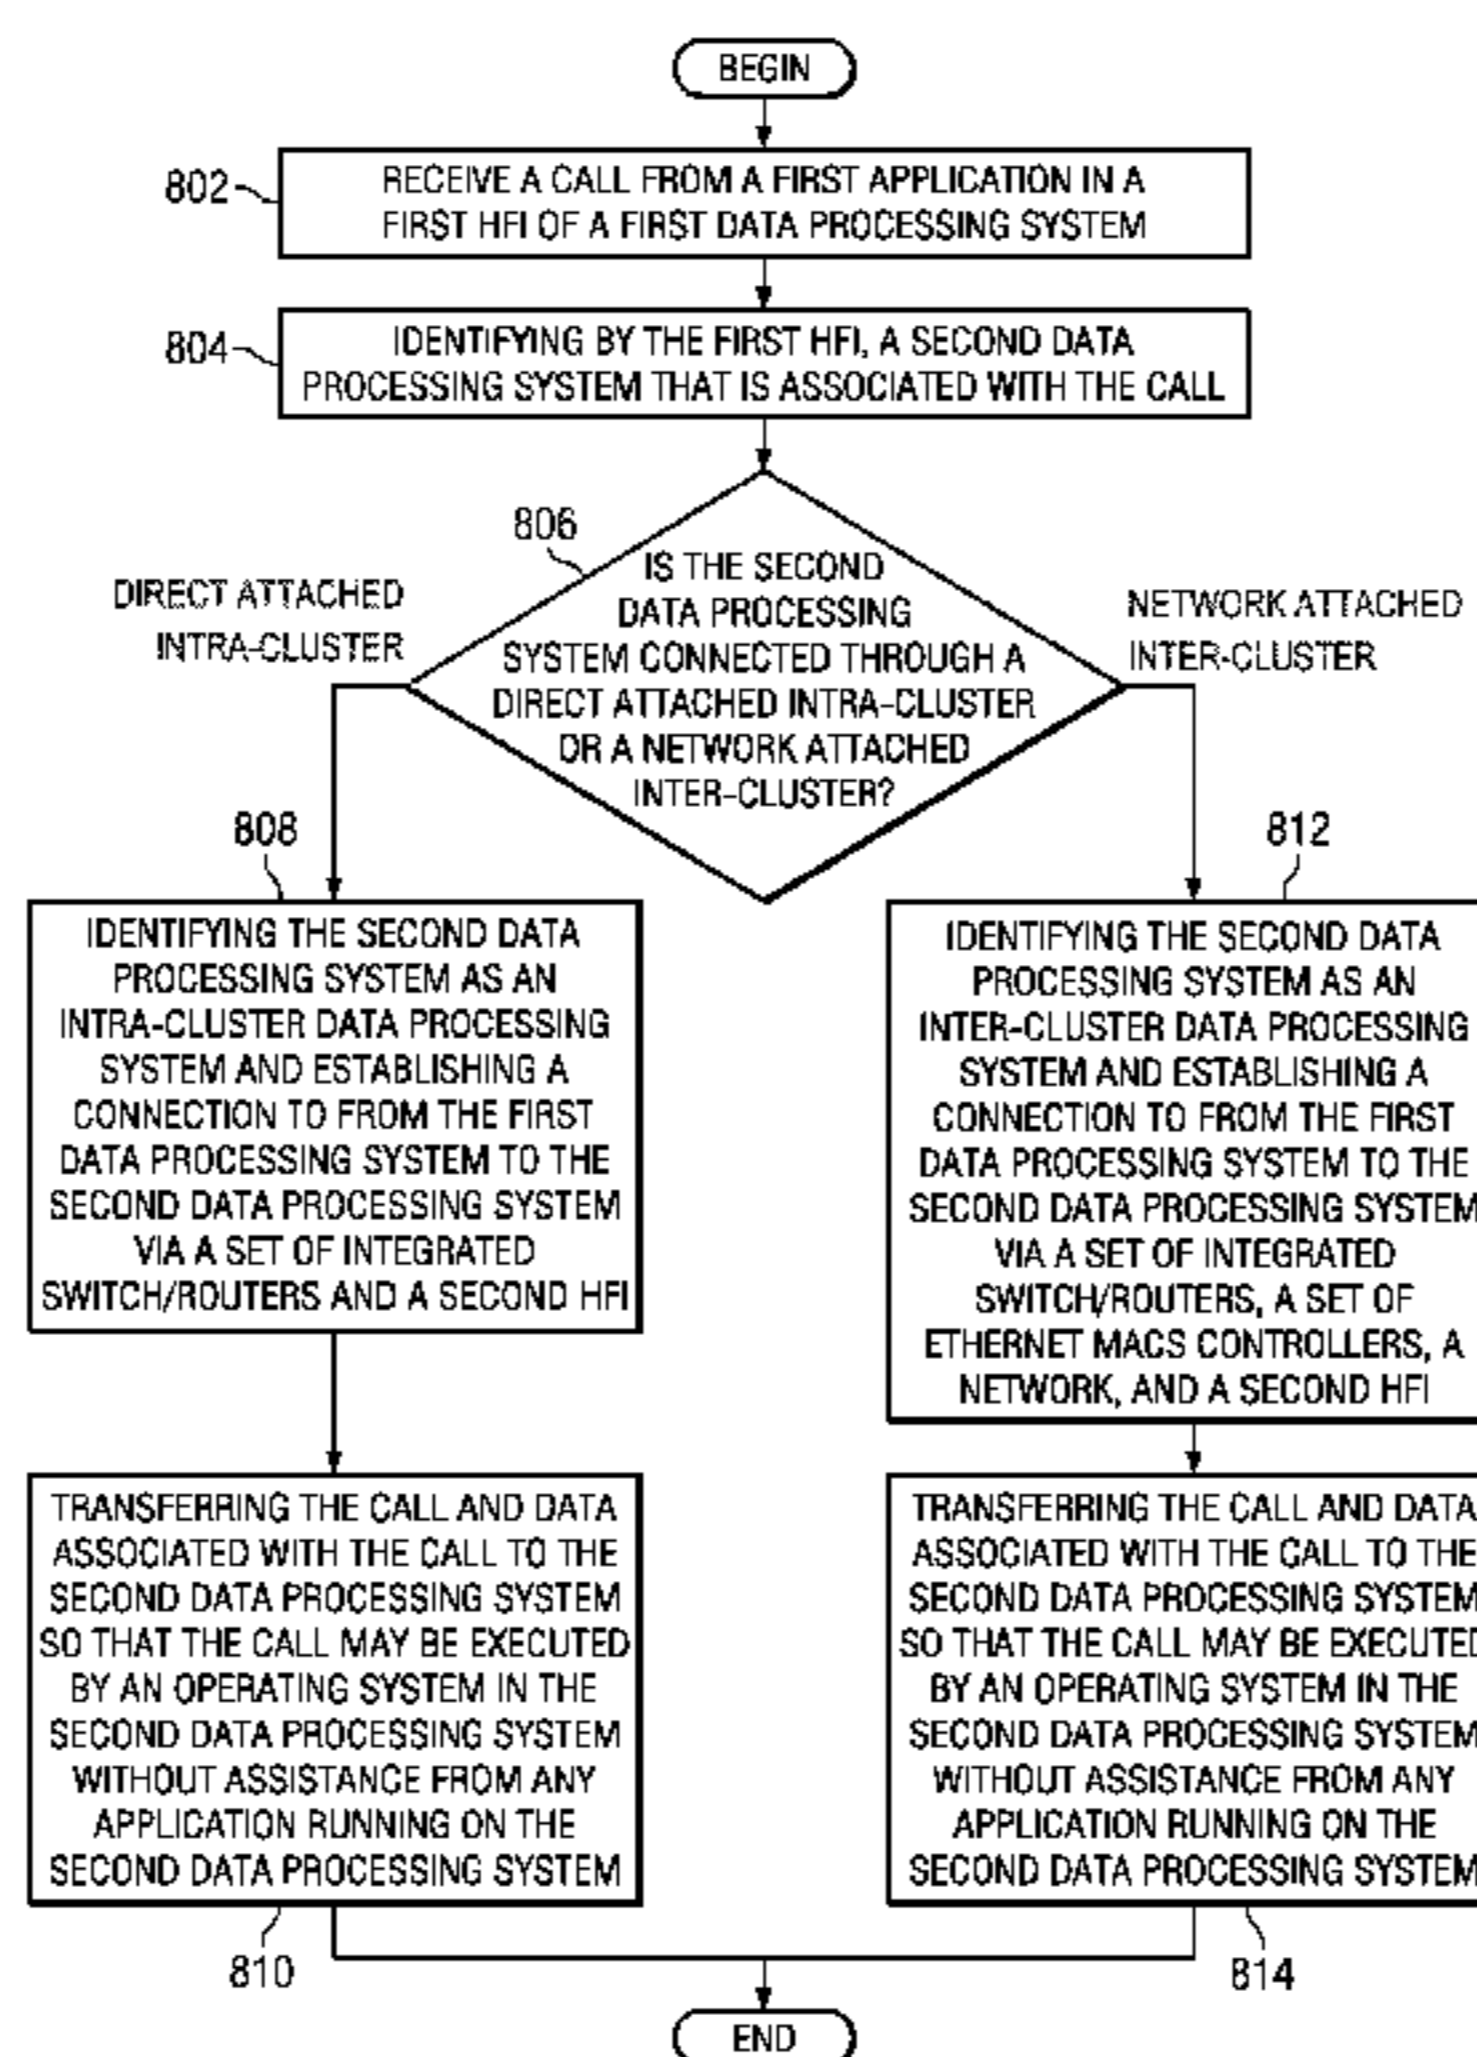 BEGIN
802
RECEIVE A CALL FROM A FIRST APPLICATION IN A
FIRST HFI OF A FIRST DATA PROCESSING SYSTEM
804
IDENTIFYING BY THE FIRST HFI, A SECOND DATA
PROCESSING SYSTEM THAT IS ASSOCIATED WITH THE CALL
806
IS THE SECOND
DATA PROCESSING
SYSTEM CONNECTED THROUGH A
DIRECT ATTACHED INTRA-CLUSTER
OR A NETWORK ATTACHED
INTER-CLUSTER?
DIRECT ATTACHED
INTRA-CLUSTER
NETWORK ATTACHED
INTER-CLUSTER
808
IDENTIFYING THE SECOND DATA
PROCESSING SYSTEM AS AN
INTRA-CLUSTER DATA PROCESSING
SYSTEM AND ESTABLISHING A
CONNECTION TO FROM THE FIRST
DATA PROCESSING SYSTEM TO THE
SECOND DATA PROCESSING SYSTEM
VIA A SET OF INTEGRATED
SWITCH/ROUTERS AND A SECOND HFI
812
IDENTIFYING THE SECOND DATA
PROCESSING SYSTEM AS AN
INTER-CLUSTER DATA PROCESSING
SYSTEM AND ESTABLISHING A
CONNECTION TO FROM THE FIRST
DATA PROCESSING SYSTEM TO THE
SECOND DATA PROCESSING SYSTEM
VIA A SET OF INTEGRATED
SWITCH/ROUTERS, A SET OF
ETHERNET MACS CONTROLLERS, A
NETWORK, AND A SECOND HFI
TRANSFERRING THE CALL AND DATA
ASSOCIATED WITH THE CALL TO THE
SECOND DATA PROCESSING SYSTEM
SO THAT THE CALL MAY BE EXECUTED
BY AN OPERATING SYSTEM IN THE
SECOND DATA PROCESSING SYSTEM
WITHOUT ASSISTANCE FROM ANY
APPLICATION RUNNING ON THE
SECOND DATA PROCESSING SYSTEM
810
TRANSFERRING THE CALL AND DATA
ASSOCIATED WITH THE CALL TO THE
SECOND DATA PROCESSING SYSTEM
SO THAT THE CALL MAY BE EXECUTED
BY AN OPERATING SYSTEM IN THE
SECOND DATA PROCESSING SYSTEM
WITHOUT ASSISTANCE FROM ANY
APPLICATION RUNNING ON THE
SECOND DATA PROCESSING SYSTEM
814
END